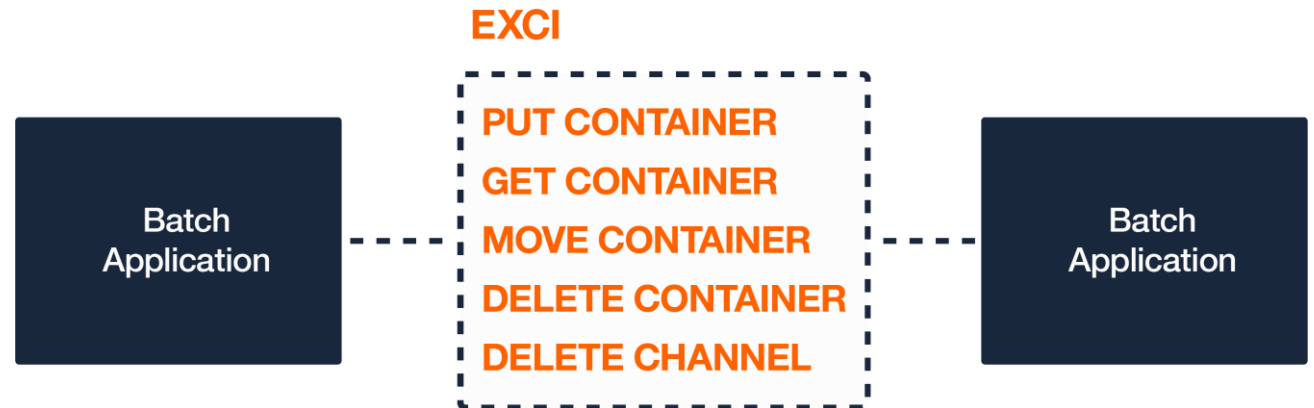 EXCI
Batch
Application
PUT CONTAINER
GET CONTAINER
MOVE CONTAINER
DELETE CONTAINER
DELETE CHANNEL
Batch
Application